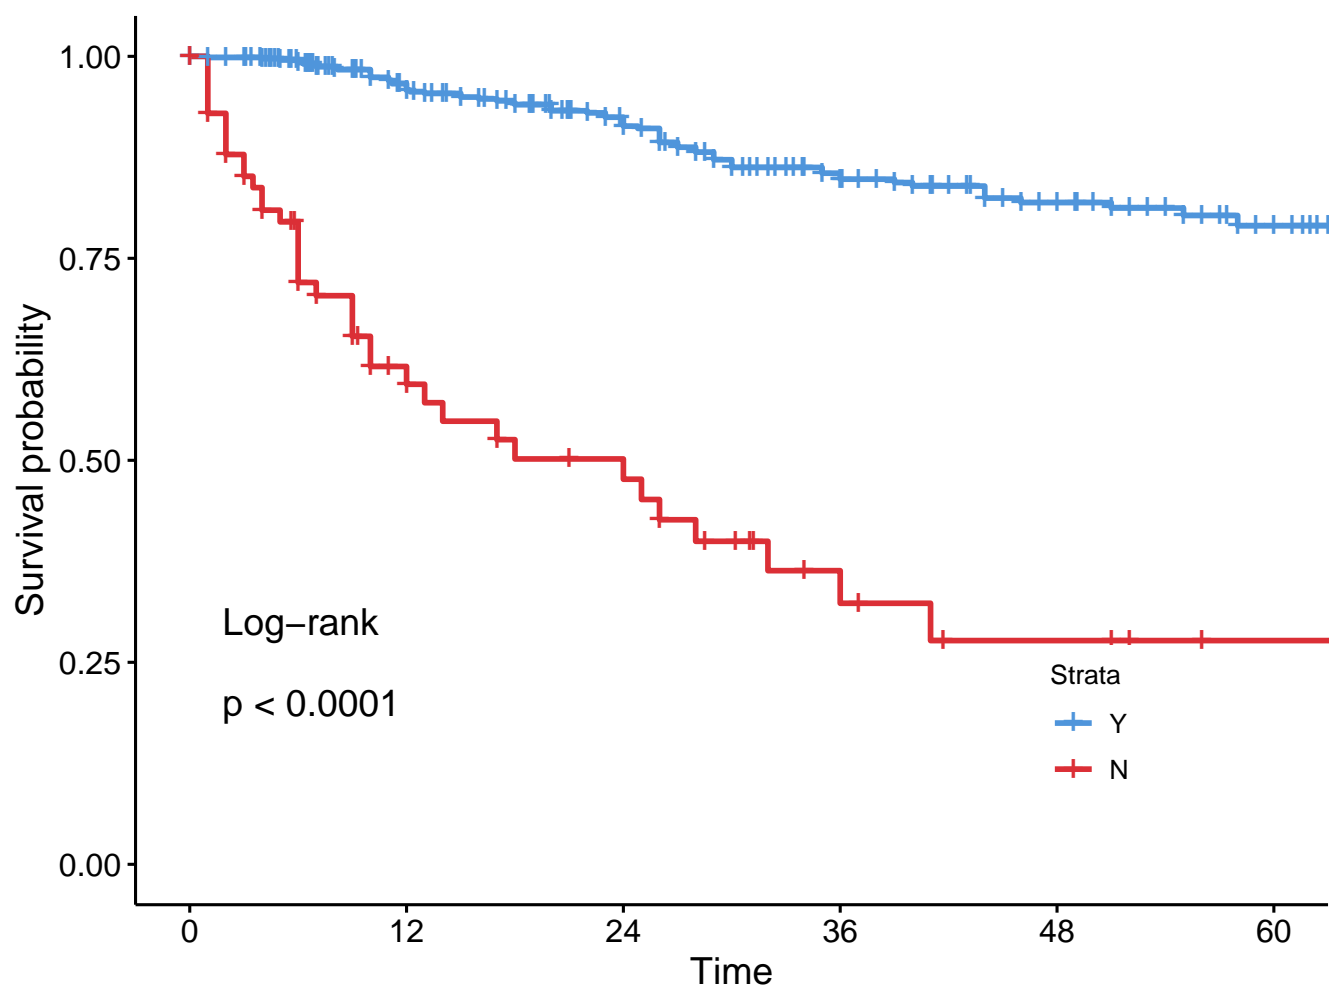 1.00
0.75
0.50
0.25
0.00
Survival probability
Log−rank
p < 0.0001
Strata
Y
N
0 12 24 36 48 60
Time